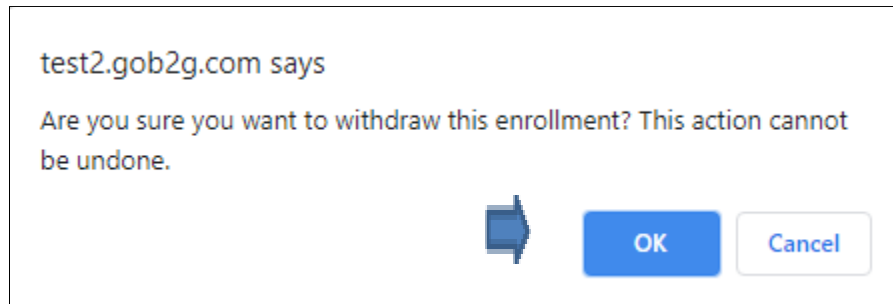 test2.gob2g.com says
Are you sure you want to withdraw this enrollment? This action cannot
be undone.
OK
Cancel